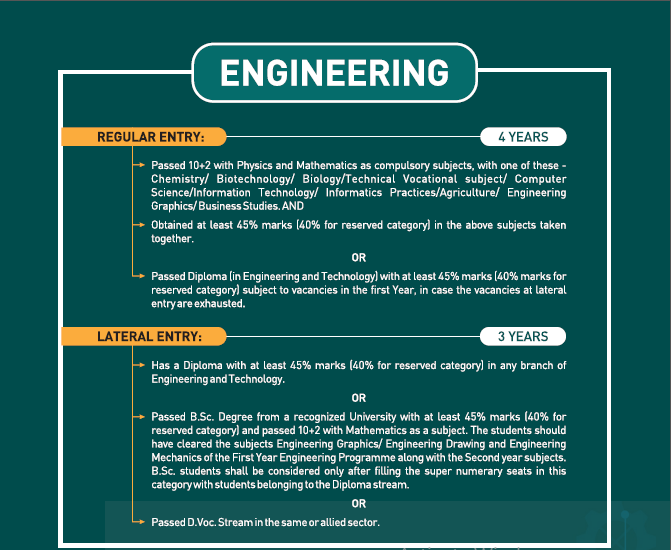 ENGINEERING
REGULAR ENTRY:
4 YEARS
Passed 10+2 with Physics and Mathematics as compulsory subjects, with one of these -
Chemistry/ Biotechnology/ Biology/Technical Vocational subject/ Computer
Science/Information Technology/ Informatics Practices/Agriculture/ Engineering
Graphics/ Business Studies. AND
Obtained at least 45% marks (40% for reserved category) in the above subjects taken
together.
OR
Passed Diploma (in Engineering and Technology) with at least 45% marks (40% marks for
reserved category) subject to vacancies in the first Year, in case the vacancies at lateral
entry are exhausted.
LATERAL ENTRY:
3 YEARS
Has a Diploma with at least 45% marks (40% for reserved category) in any branch of
Engineering and Technology.
OR
Passed B.Sc. Degree from a recognized University with at least 45% marks (40% for
reserved category) and passed 10+2 with Mathematics as a subject. The students should
have cleared the subjects Engineering Graphics/ Engineering Drawing and Engineering
Mechanics of the First Year Engineering Programme along with the Second year subjects.
B.Sc. students shall be considered only after filling the super numerary seats in this
category with students belonging to the Diploma stream.
OR
Passed D.Voc. Stream in the same or allied sector.